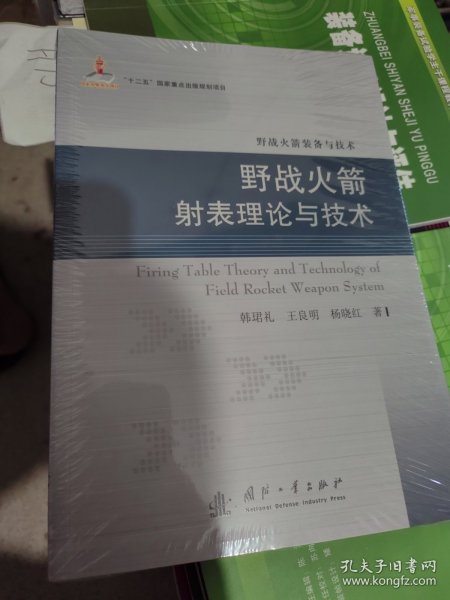 "十二五"国家重点出版规划项目
野战火箭装备与技术
野战火箭
射表理论与技术
Firing Table Theory and Technology of
Field Rocket Weapon System
韩珺礼 王良明 杨晓红 著
国防工业出版社
National Defense Industry Press
ZHUANGBEI SHIYAN SHEJI YU PINGGU
装备
孔夫子旧书网
www.kongfz.com